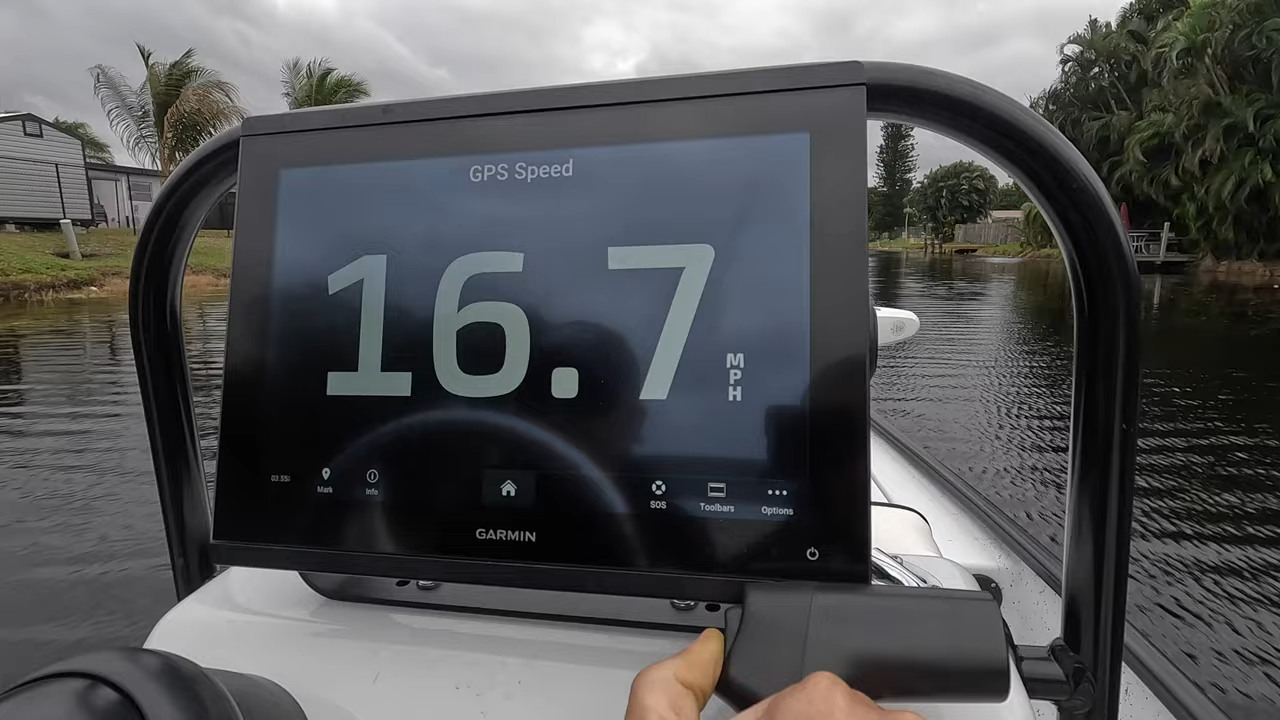 GPS Speed
16.7
MPH
Mark
Info
SOS
Toolbars
Options
GARMIN